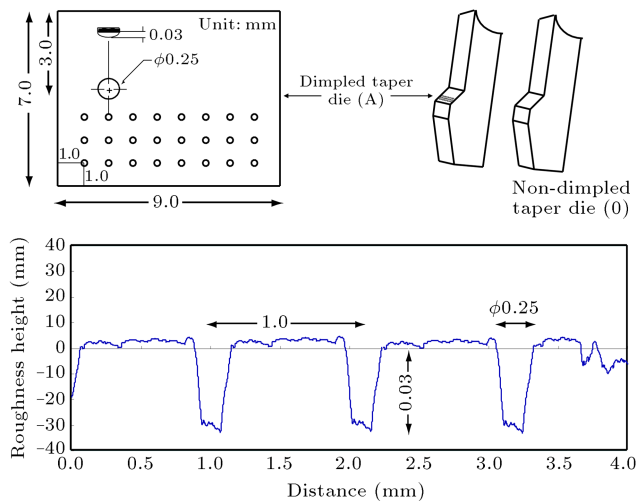 Unit: mm
0.03
3.0
ϕ0.25
7.0
1.0
1.0
9.0
Dimpled taper
die (A)
Non-dimpled
taper die (0)
Roughness height (mm)
40
30
20
10
0
−10
−20
−30
−40
1.0
ϕ0.25
0.03
0.0 0.5 1.0 1.5 2.0 2.5 3.0 3.5 4.0
Distance (mm)